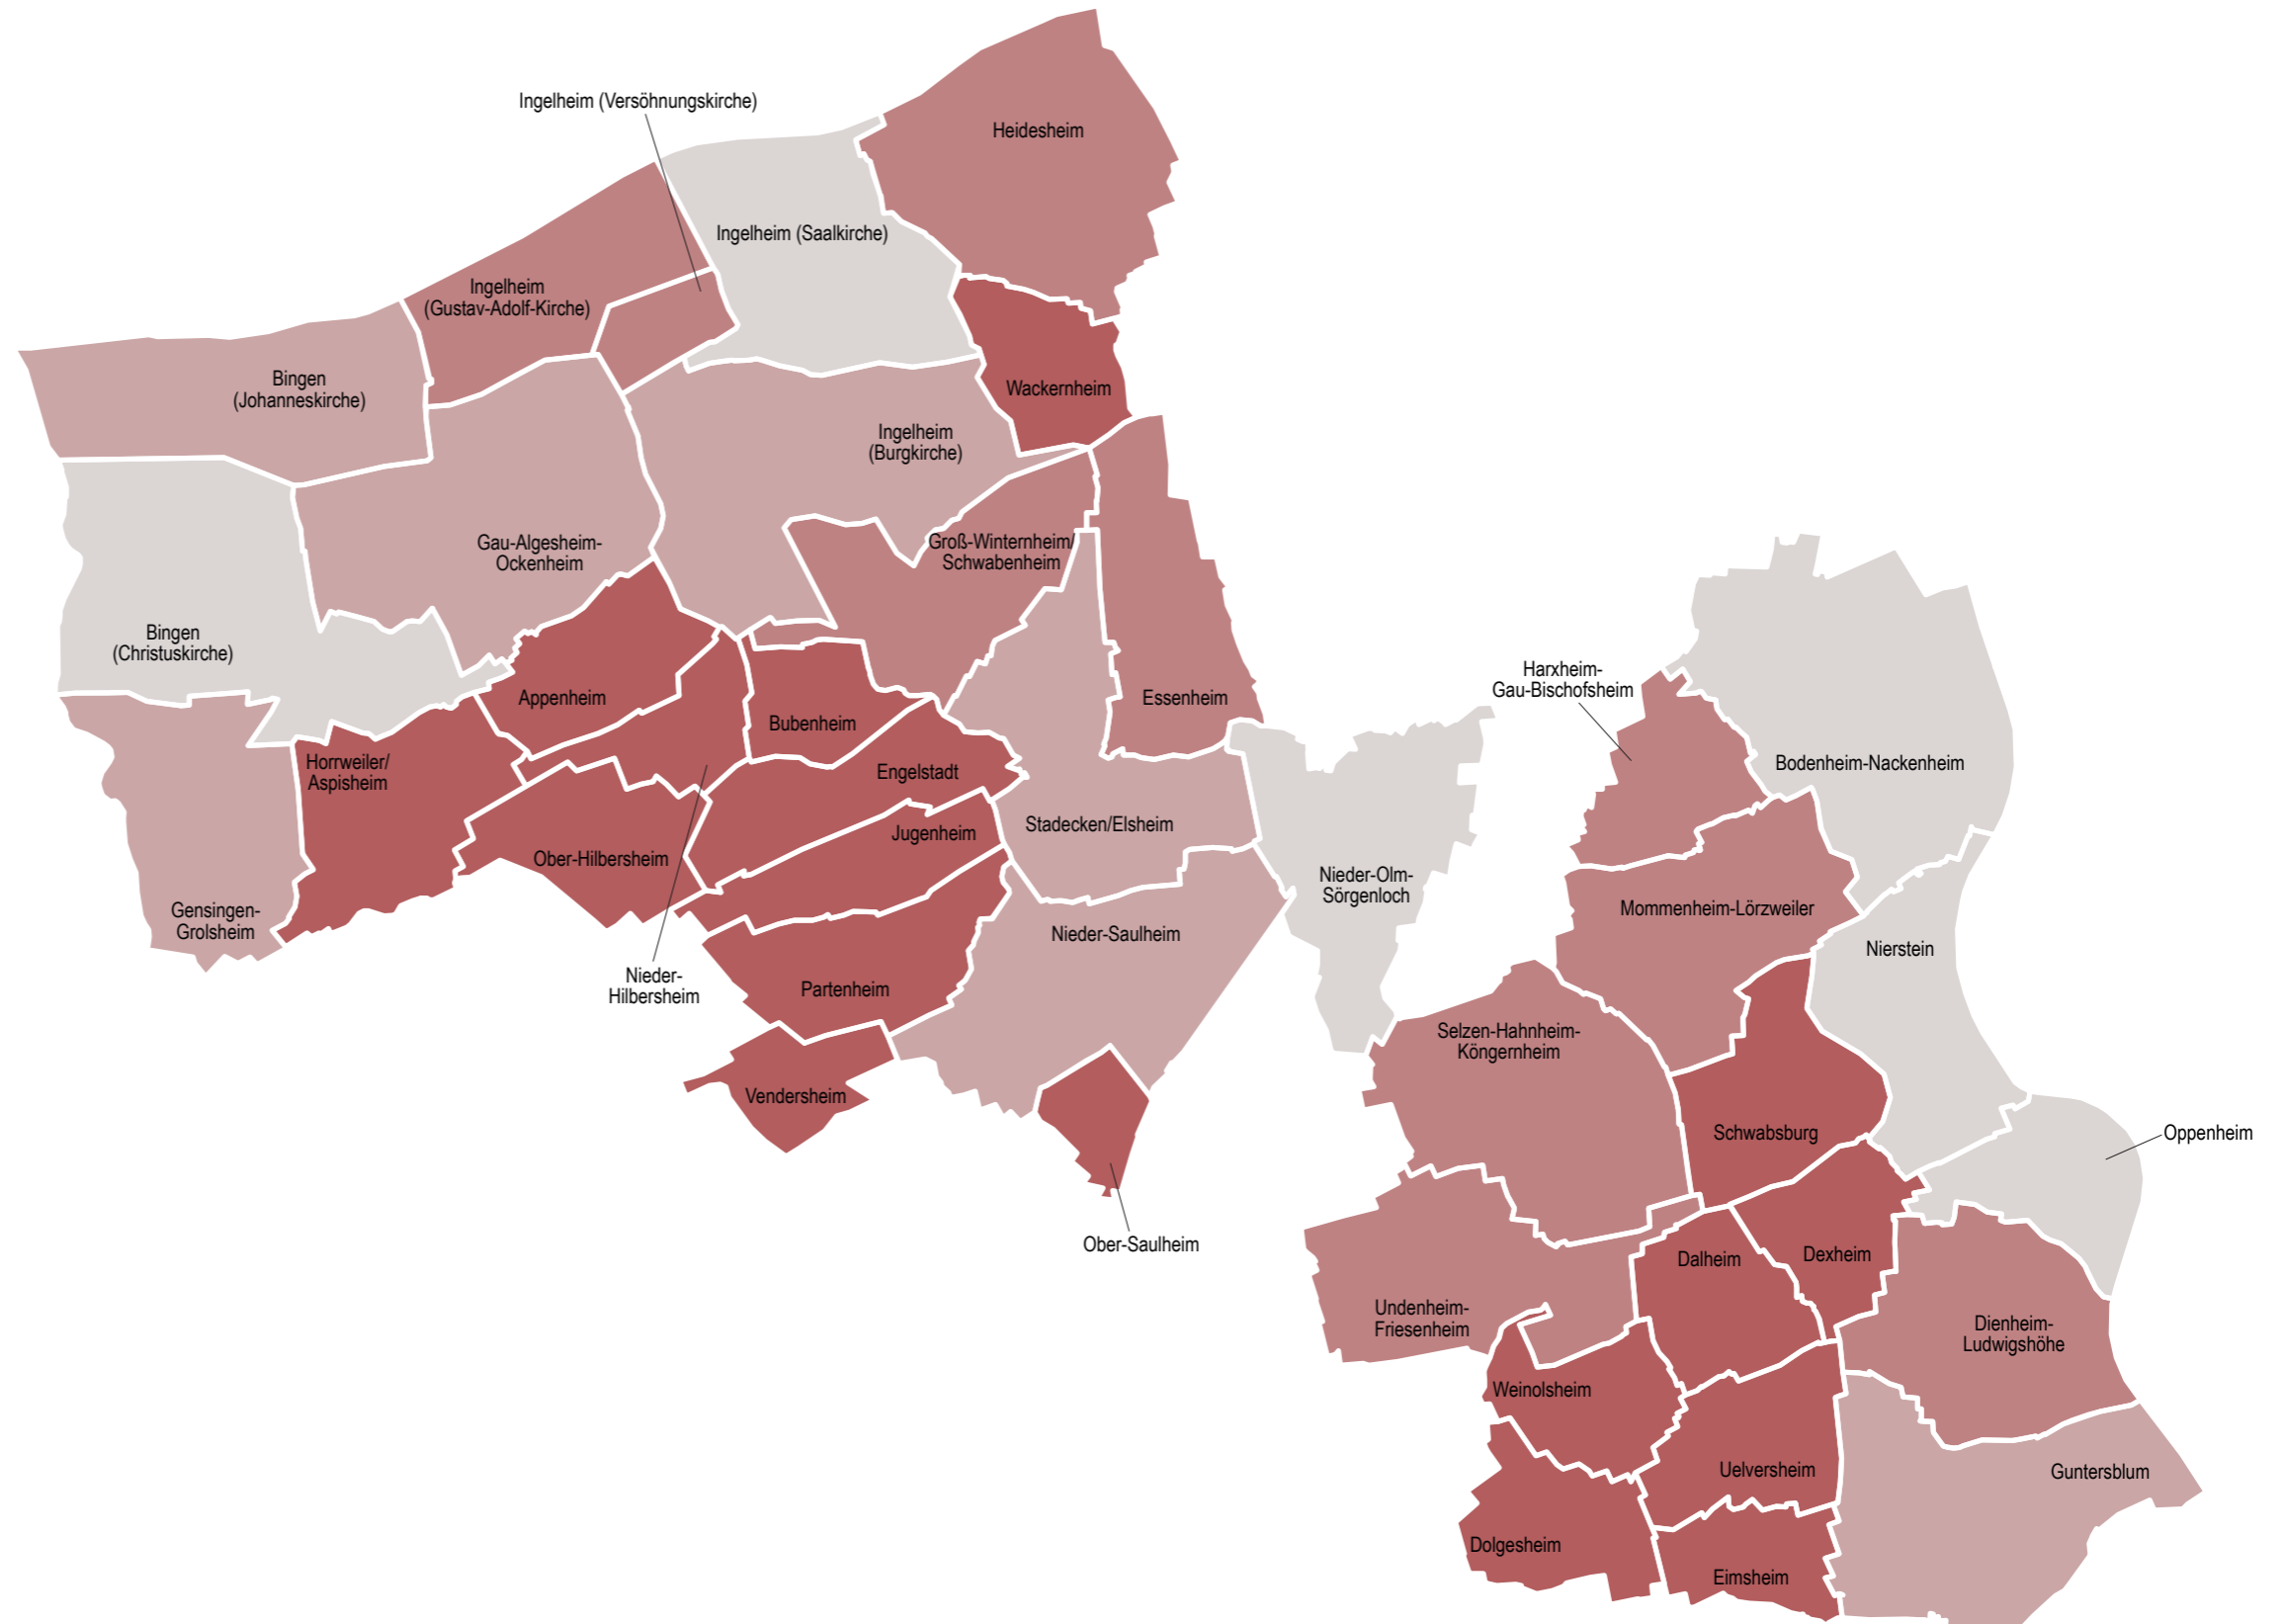 Ingelheim (Versöhnungskirche)
Heidesheim
Ingelheim (Saalkirche)
Ingelheim
(Gustav-Adolf-Kirche)
Bingen
(Johanneskirche)
Wackernheim
Ingelheim
(Burgkirche)
Gau-Algesheim-
Ockenheim
Groß-Winternheim/
Schwabenheim
Bingen
(Christuskirche)
Appenheim
Bubenheim
Essenheim
Harxheim-
Gau-Bischofsheim
Horrweiler/
Aspisheim
Engelstadt
Bodenheim-Nackenheim
Jugenheim
Stadecken/Elsheim
Ober-Hilbersheim
Nieder-Olm-
Sörgenloch
Gensingen-
Grolsheim
Mommenheim-Lörzweiler
Nieder-Saulheim
Nierstein
Nieder-
Hilbersheim
Partenheim
Selzen-Hahnheim-
Köngernheim
Vendersheim
Schwabsburg
Oppenheim
Ober-Saulheim
Dalheim
Dexheim
Undenheim-
Friesenheim
Dienheim-
Ludwigshöhe
Weinolsheim
Uelversheim
Guntersblum
Dolgesheim
Eimsheim